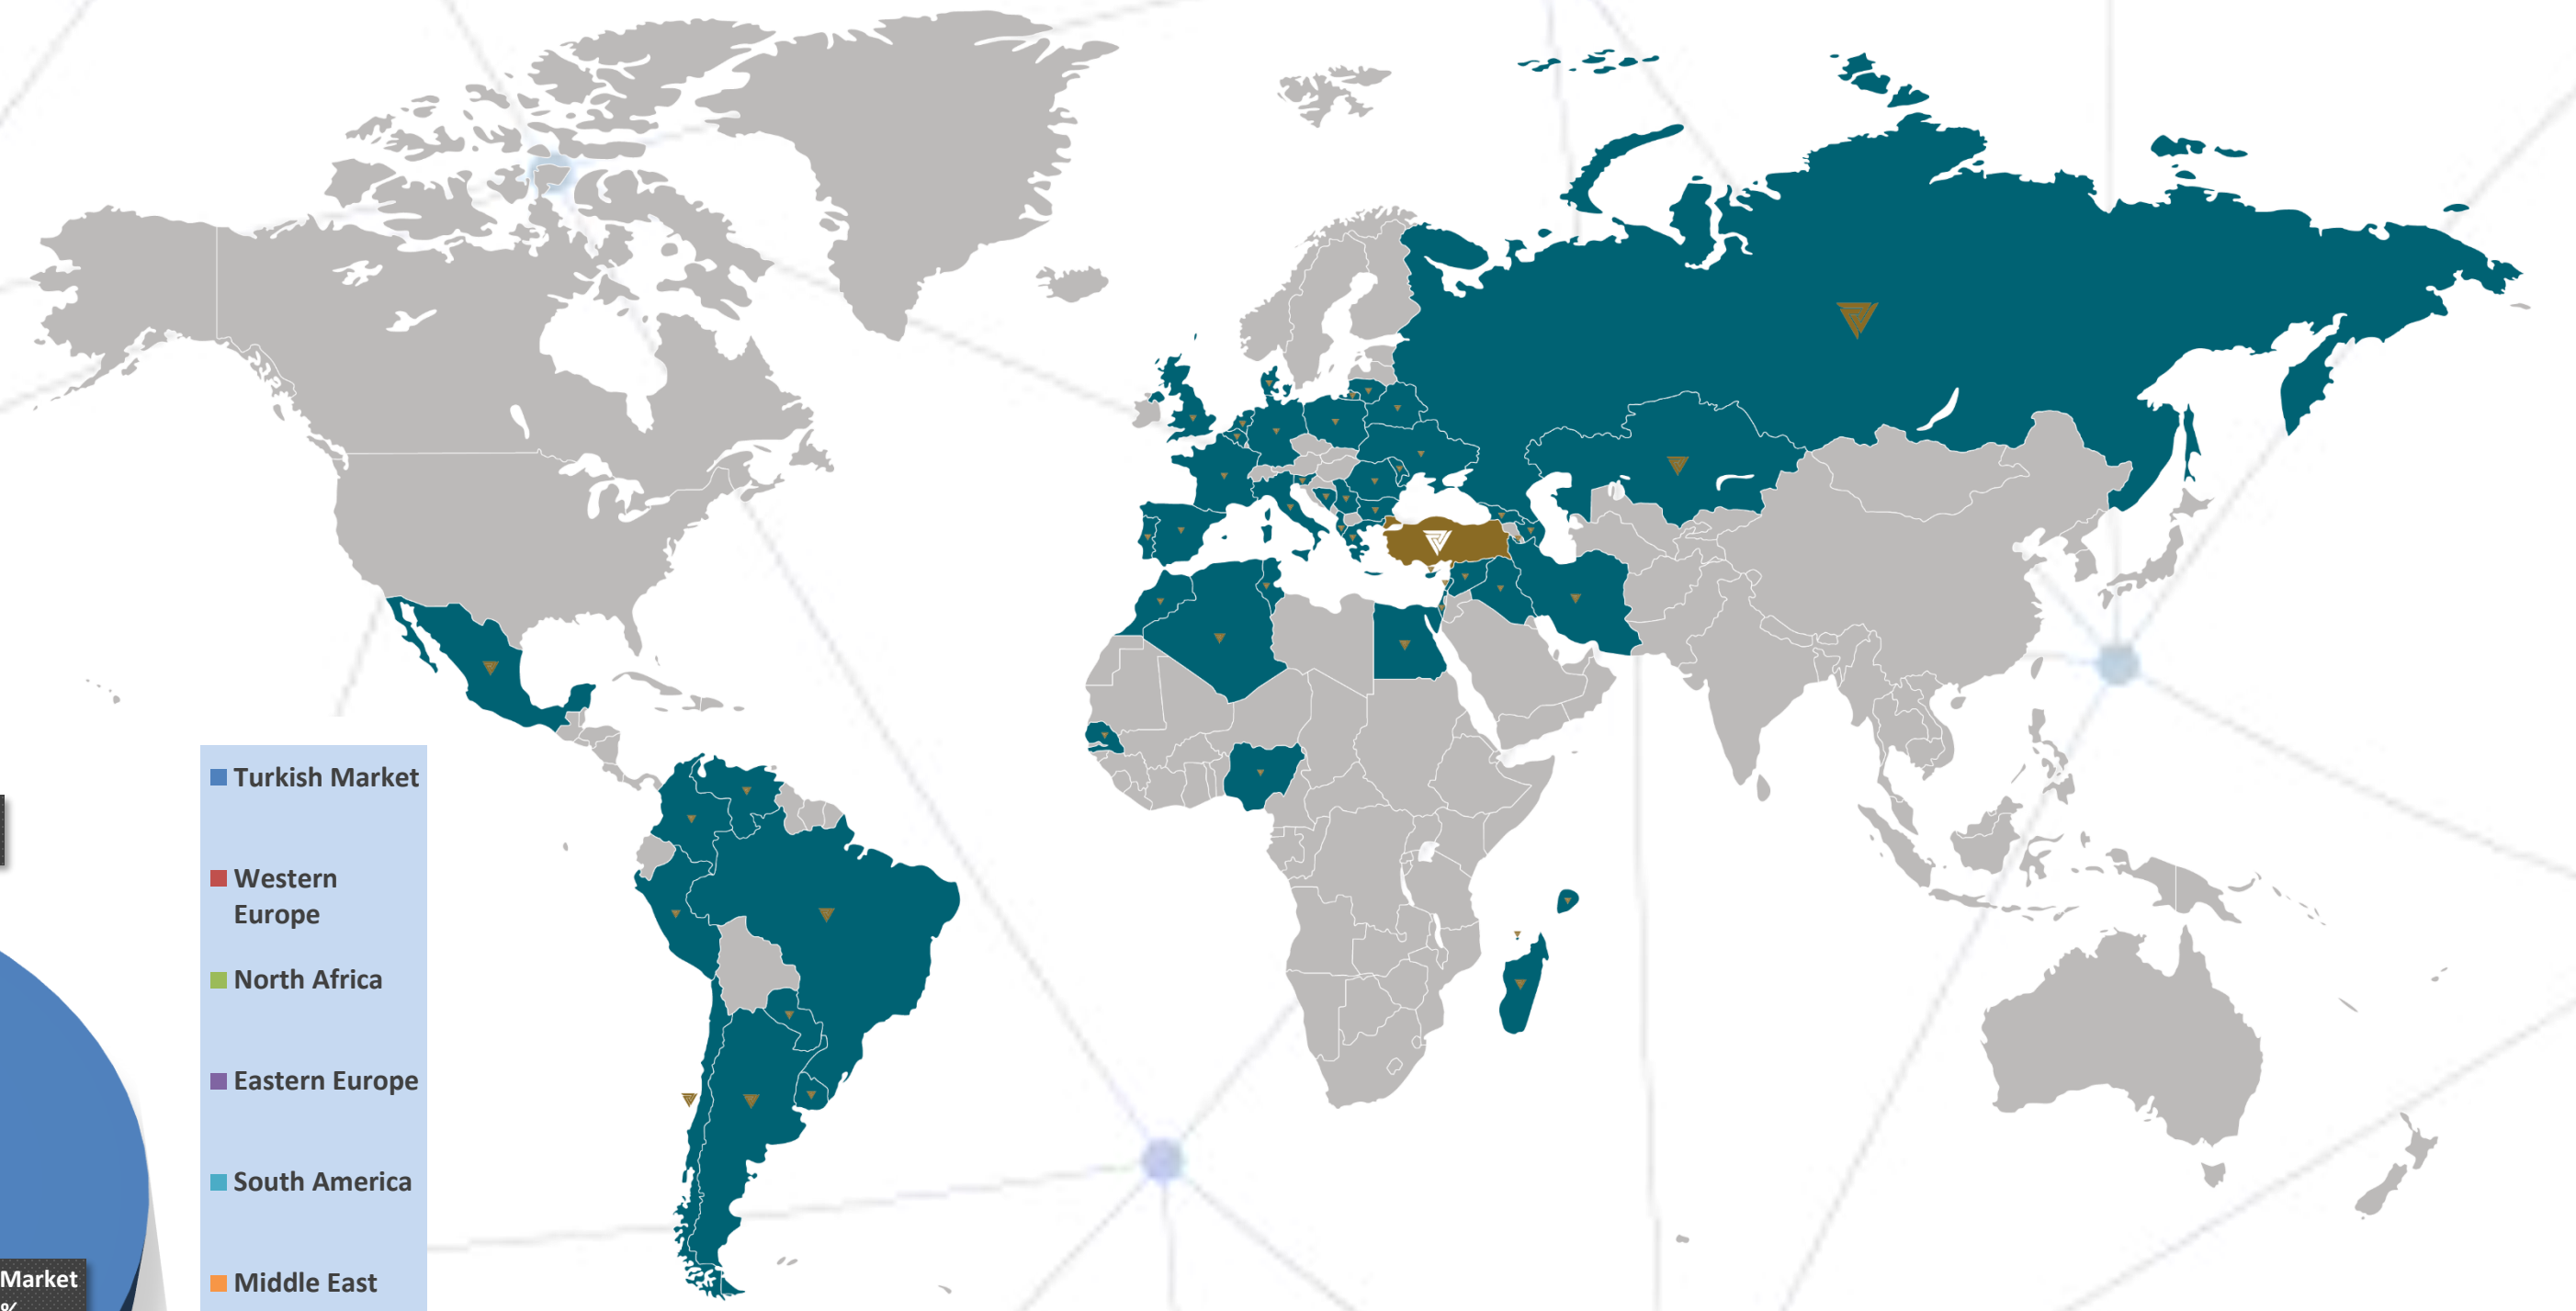 Turkish Market
Western
Europe
North Africa
Eastern Europe
South America
Middle East
Market
%